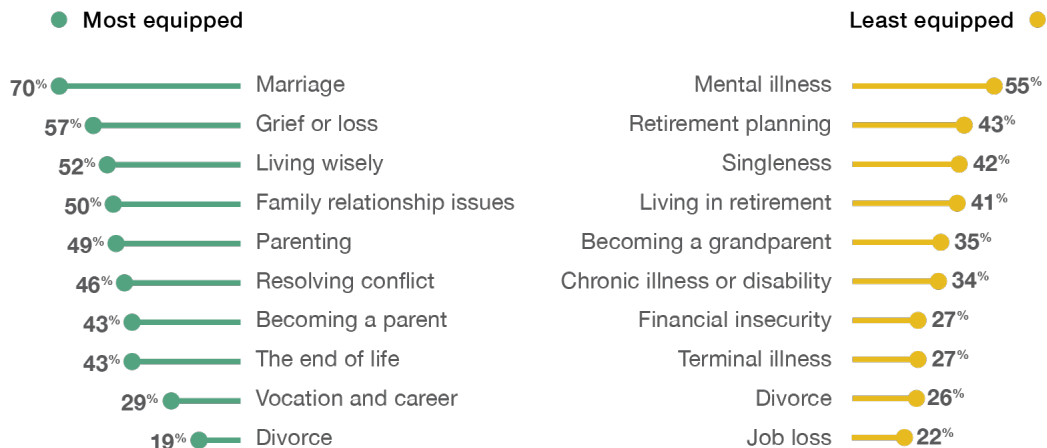 Most equipped
70% Marriage
57% Grief or loss
52% Living wisely
50% Family relationship issues
49% Parenting
46% Resolving conflict
43% Becoming a parent
43% The end of life
29% Vocation and career
19% Divorce
Least equipped
Mental illness 55%
Retirement planning 43%
Singleness 42%
Living in retirement 41%
Becoming a grandparent 35%
Chronic illness or disability 34%
Financial insecurity 27%
Terminal illness 27%
Divorce 26%
Job loss 22%